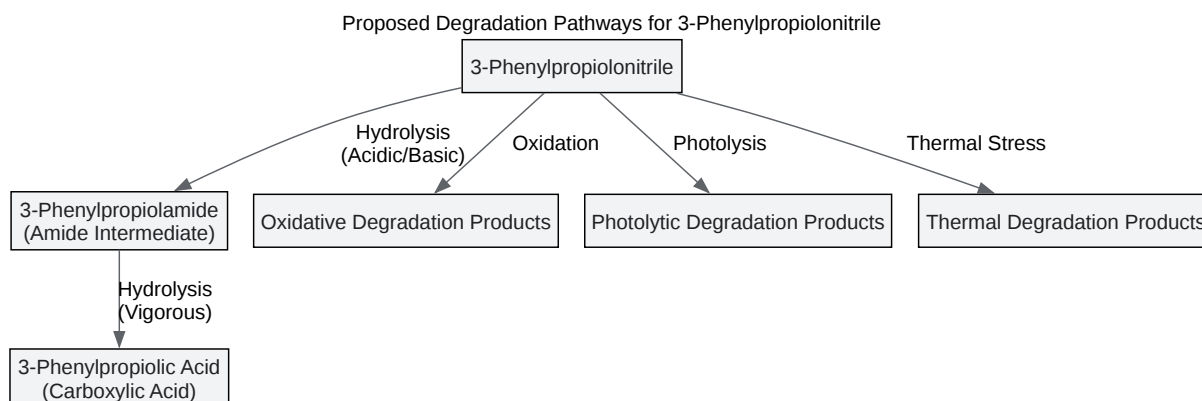 Proposed Degradation Pathways for 3-Phenylpropiolonitrile
3-Phenylpropiolonitrile
Hydrolysis
(Acidic/Basic)
Oxidation
Photolysis
Thermal Stress
3-Phenylpropiolamide
(Amide Intermediate)
Oxidative Degradation Products
Photolytic Degradation Products
Thermal Degradation Products
Hydrolysis
(Vigorous)
3-Phenylpropiolic Acid
(Carboxylic Acid)